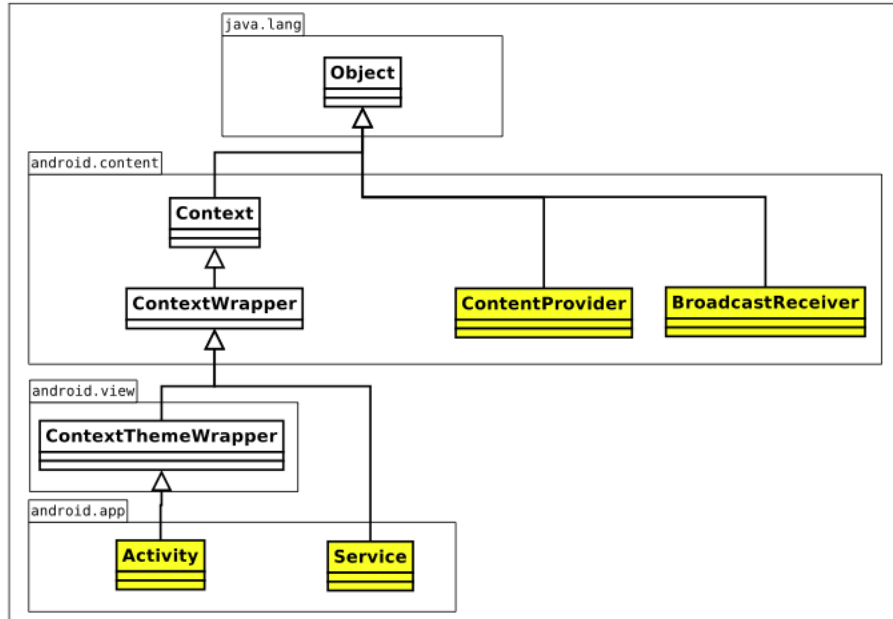 java.lang
Object
android.content
Context
ContextWrapper
ContentProvider
BroadcastReceiver
android.view
ContextThemeWrapper
android.app
Activity
Service